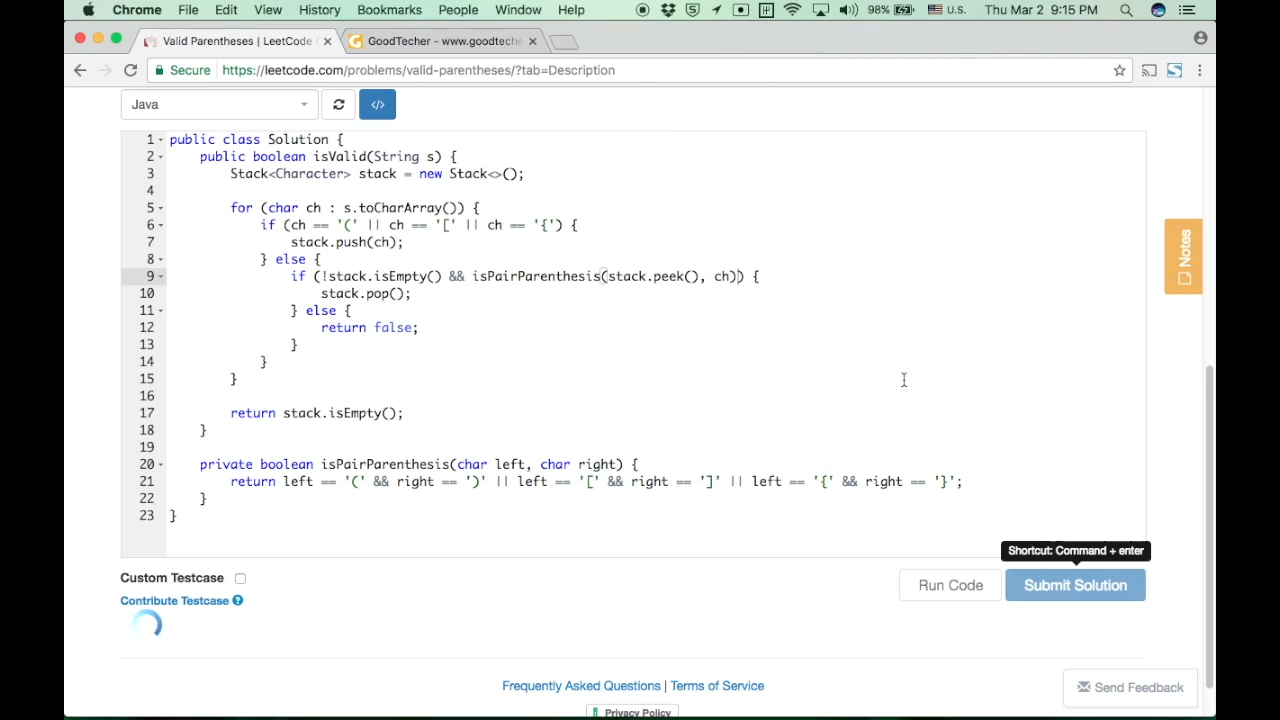 Chrome File Edit View History Bookmarks People Window Help 98% U.S. Thu Mar 2 9:15 PM
Valid Parentheses | LeetCode GoodTecher - www.goodteche
Secure https://leetcode.com/problems/valid-parentheses/?tab=Description
Java </>
1 public class Solution {
2 public boolean isValid(String s) {
3 Stack<Character> stack = new Stack<>();
4
5 for (char ch : s.toCharArray()) {
6 if (ch == '(' || ch == '[' || ch == '{') {
7 stack.push(ch);
8 } else {
9 if (!stack.isEmpty() && isPairParenthesis(stack.peek(), ch)) {
10 stack.pop();
11 } else {
12 return false;
13 }
14 }
15 }
16
17 return stack.isEmpty();
18 }
19
20 private boolean isPairParenthesis(char left, char right) {
21 return left == '(' && right == ')' || left == '[' && right == ']' || left == '{' && right == '}';
22 }
23 }
Notes
Shortcut: Command + enter
Custom Testcase
Run Code Submit Solution
Contribute Testcase ?
Frequently Asked Questions | Terms of Service
Send Feedback
Privacy Policy